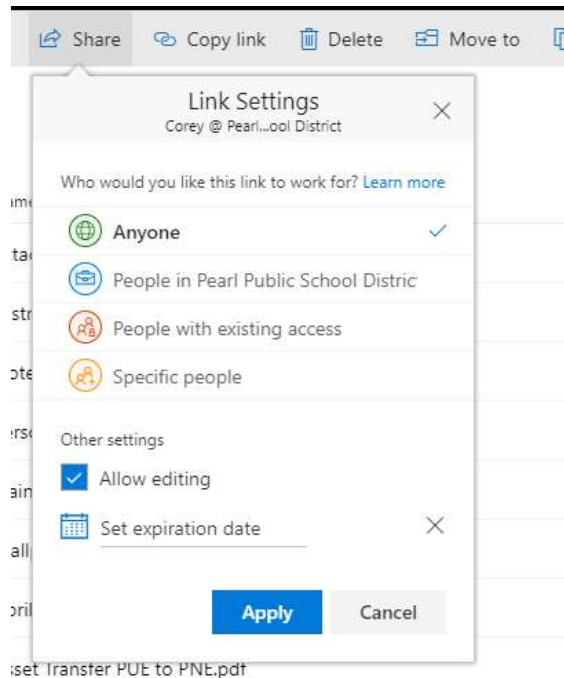 Share Copy link Delete Move to
Link Settings
Corey @ Pearl...ool District
Who would you like this link to work for? Learn more
Anyone
People in Pearl Public School Distric
People with existing access
Specific people
Other settings
Allow editing
Set expiration date
Apply Cancel
sset Transfer PUE to PNE.pdf